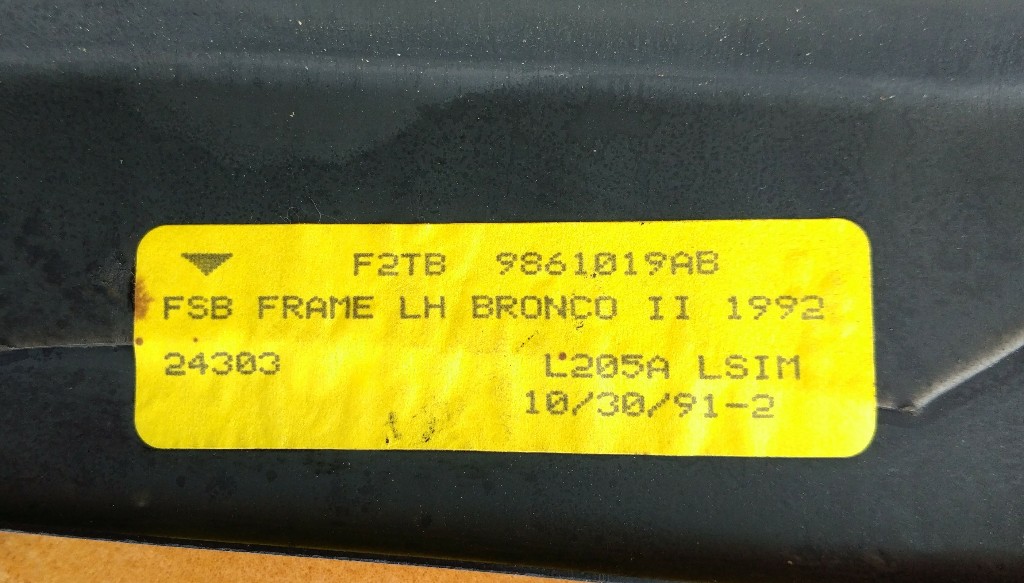 F2TB 9861019AB
FSB FRAME LH BRONCO II 1992
24303 L205A LSIM
10/30/91-2